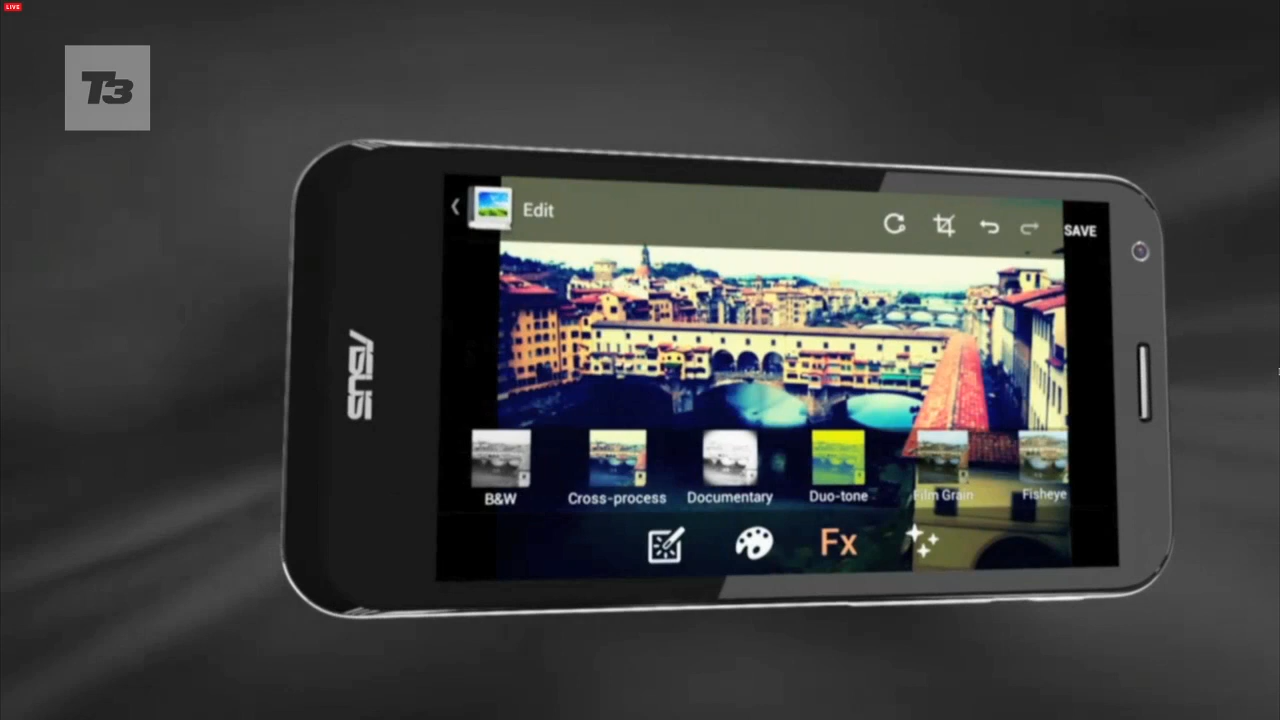 LIVE
T3
Edit
SAVE
ASUS
B&W
Cross-process
Documentary
Duo-tone
Film Grain
Fisheye
Fx